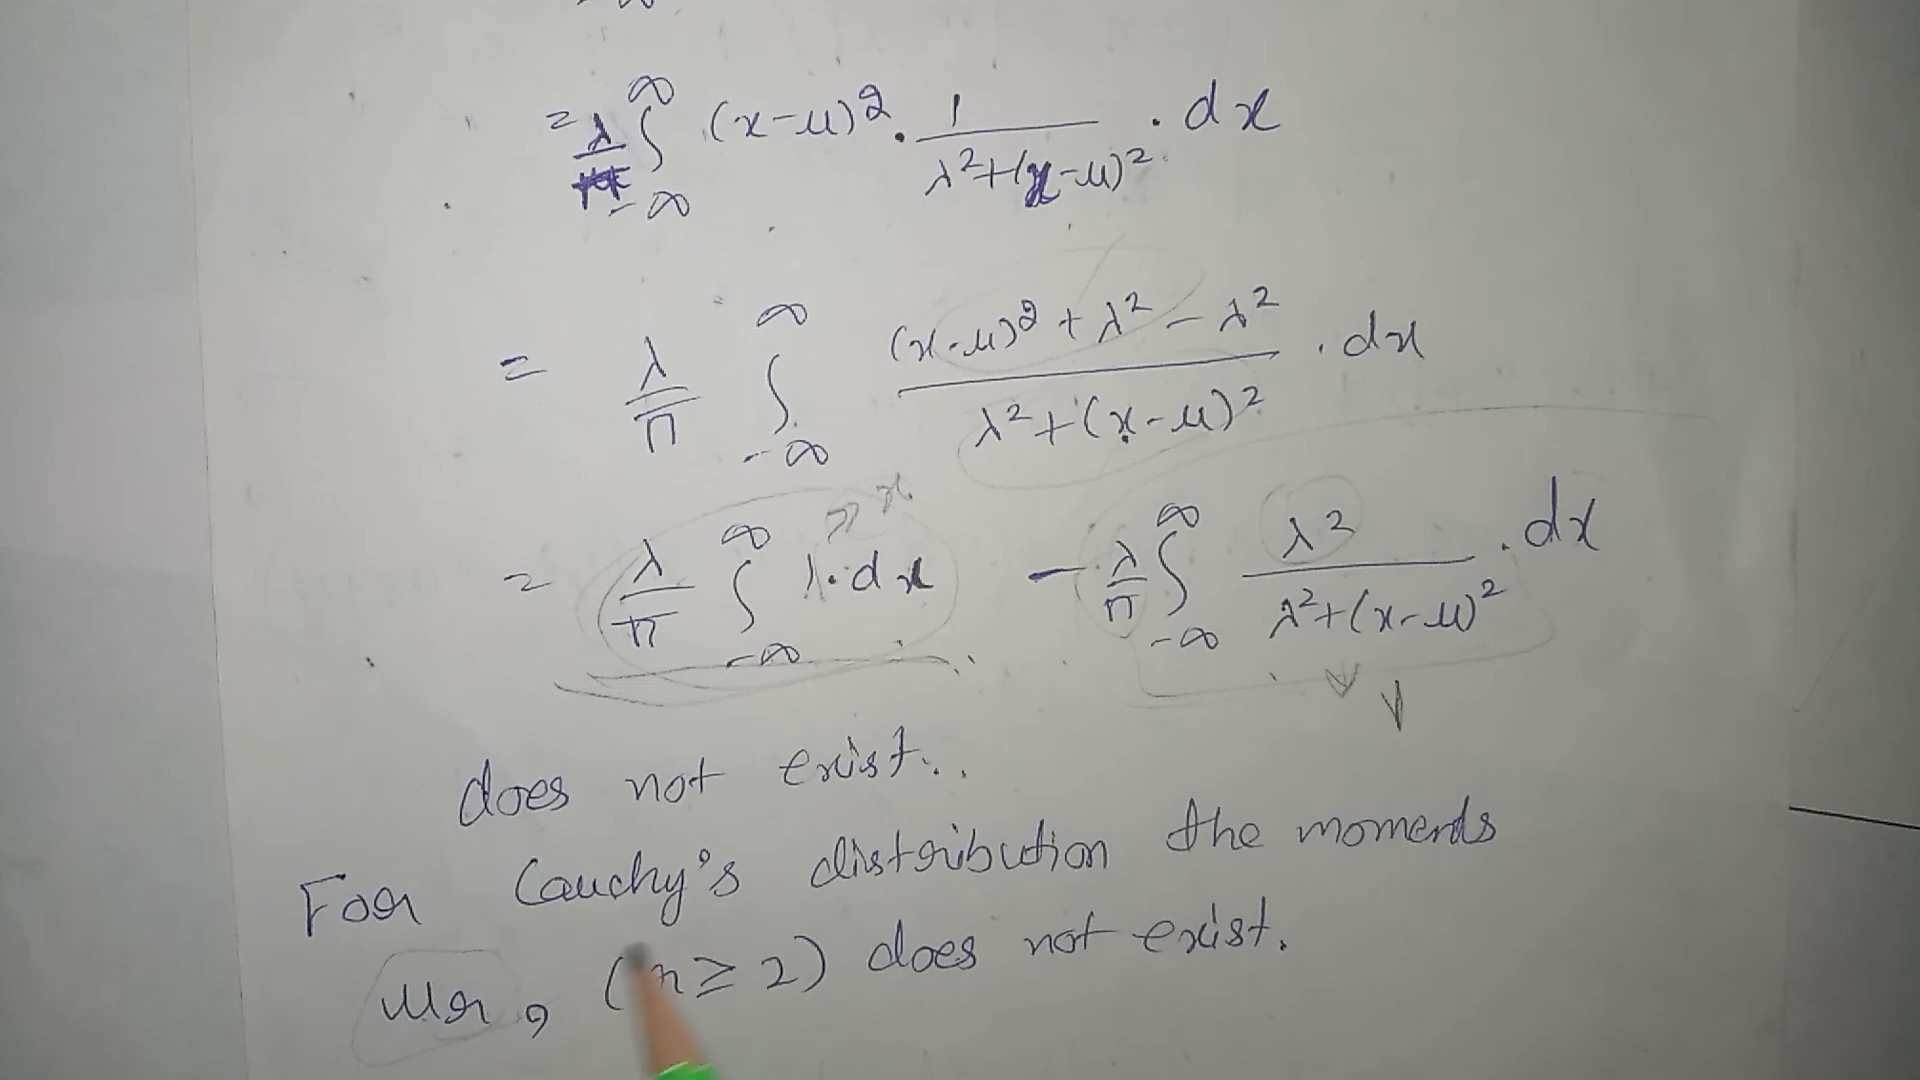 = λ/π ∫_{-∞}^{∞} (x-μ)² · 1/(λ²+(x-μ)²) · dx
= λ/π ∫_{-∞}^{∞} ((x-μ)² + λ² - λ²)/(λ²+(x-μ)²) · dx
= λ/π ∫_{-∞}^{∞} 1·dx - λ/π ∫_{-∞}^{∞} λ²/(λ²+(x-μ)²) · dx
does not exist..
For Cauchy's distribution the moments
μr, (r ≥ 2) does not exist.